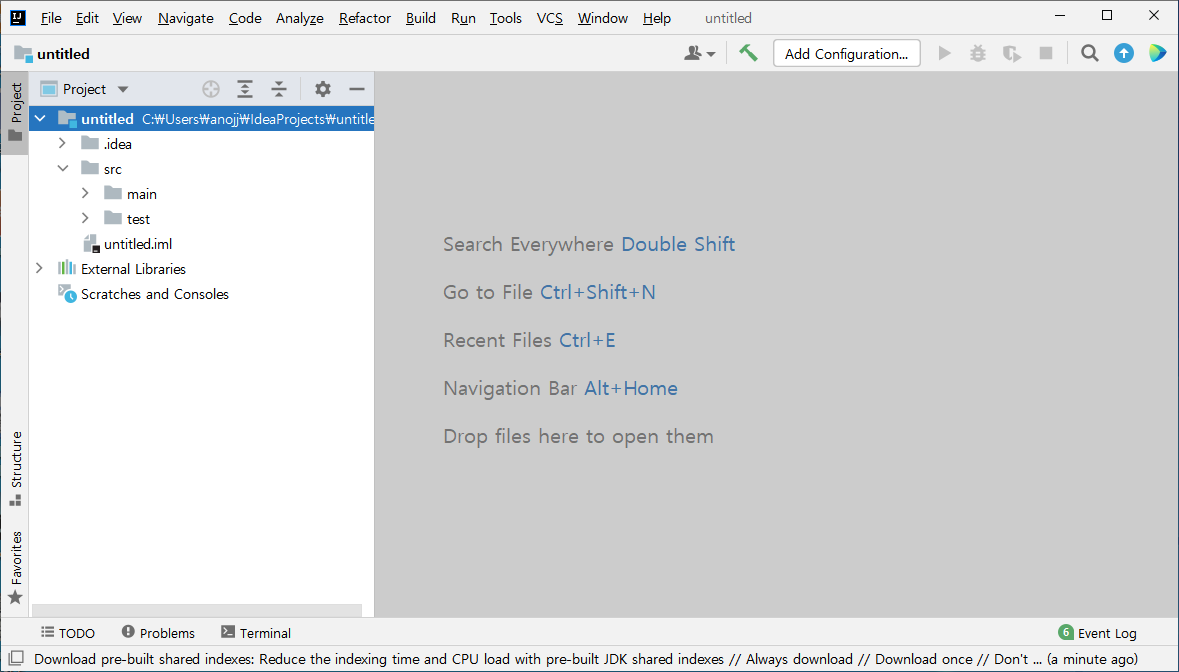 IJ File Edit View Navigate Code Analyze Refactor Build Run Tools VCS Window Help untitled
untitled Add Configuration...
Project
Project
untitled C:₩Users₩anojj₩IdeaProjects₩untitle
.idea
src
main
test
untitled.iml
External Libraries
Scratches and Consoles
Search Everywhere Double Shift
Go to File Ctrl+Shift+N
Recent Files Ctrl+E
Navigation Bar Alt+Home
Drop files here to open them
Structure
Favorites
TODO Problems Terminal 6 Event Log
Download pre-built shared indexes: Reduce the indexing time and CPU load with pre-built JDK shared indexes // Always download // Download once // Don't ... (a minute ago)